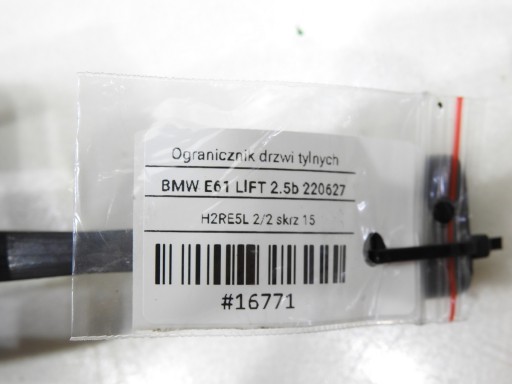 Ogranicznik drzwi tylnych
BMW E61 LIFT 2.5b 220627
H2RE5L 2/2 skrz 15
#16771